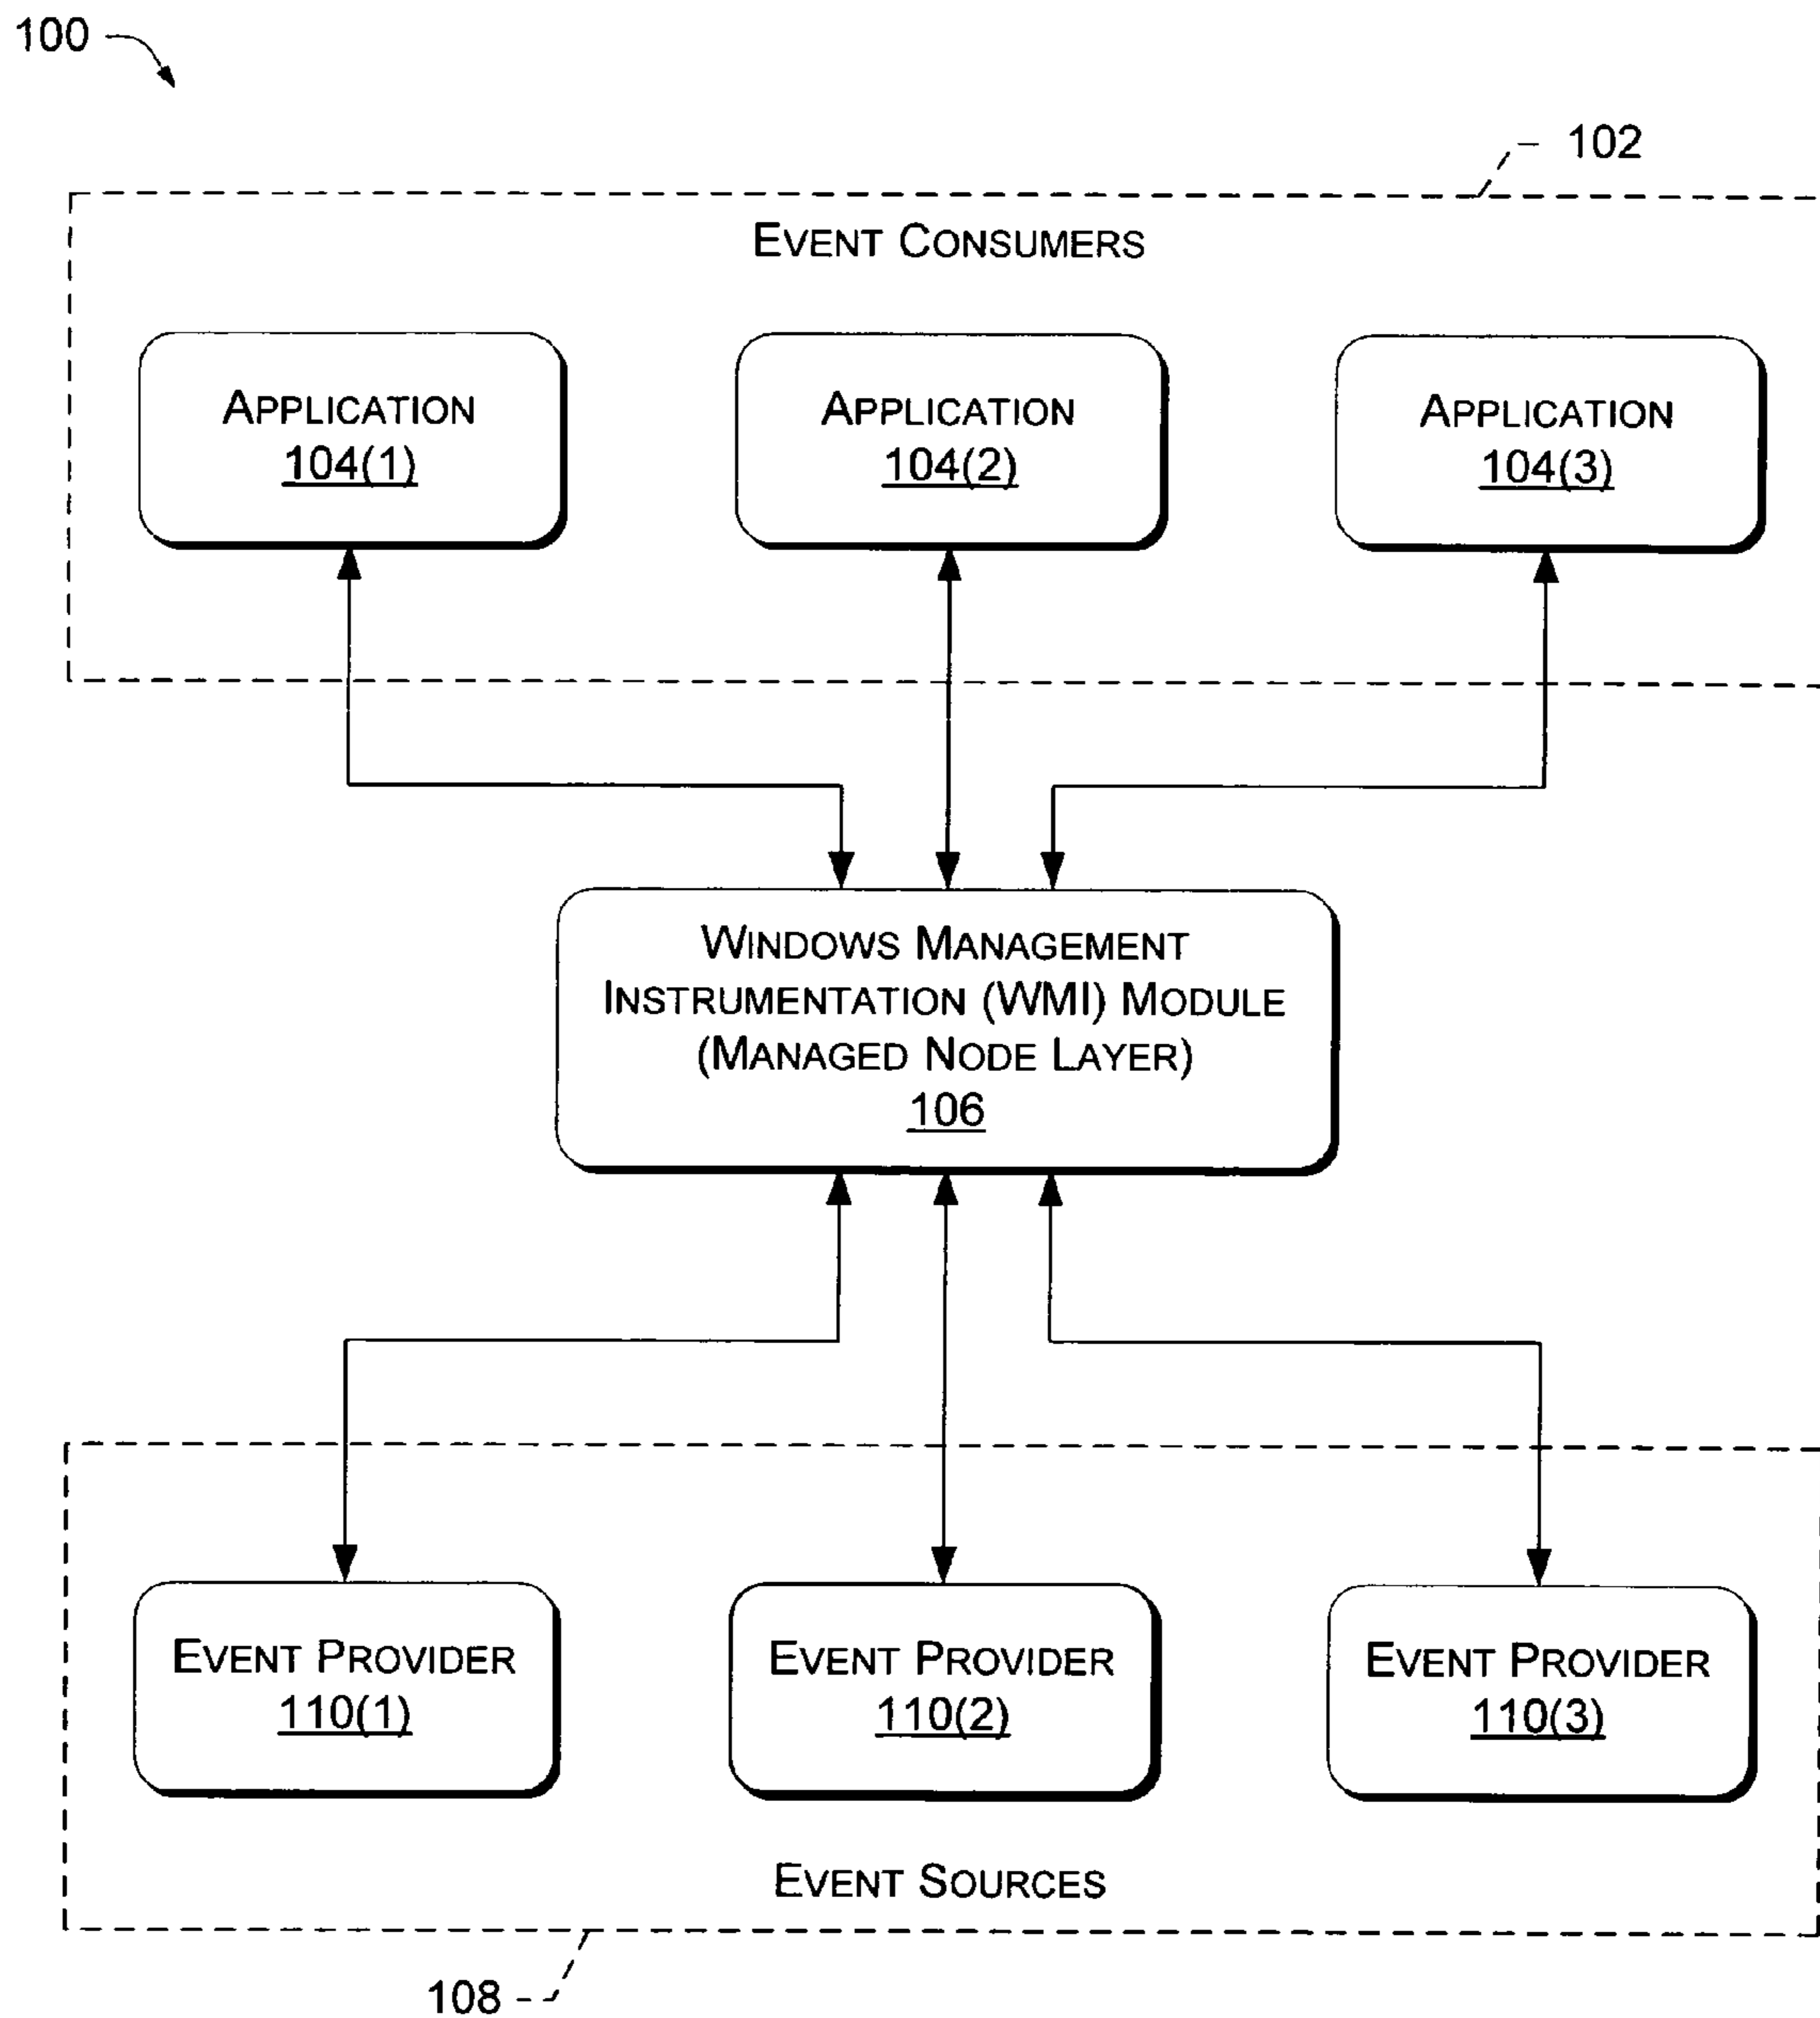 100
102
EVENT CONSUMERS
APPLICATION
104(1)
APPLICATION
104(2)
APPLICATION
104(3)
WINDOWS MANAGEMENT
INSTRUMENTATION (WMI) MODULE
(MANAGED NODE LAYER)
106
EVENT PROVIDER
110(1)
EVENT PROVIDER
110(2)
EVENT PROVIDER
110(3)
EVENT SOURCES
108